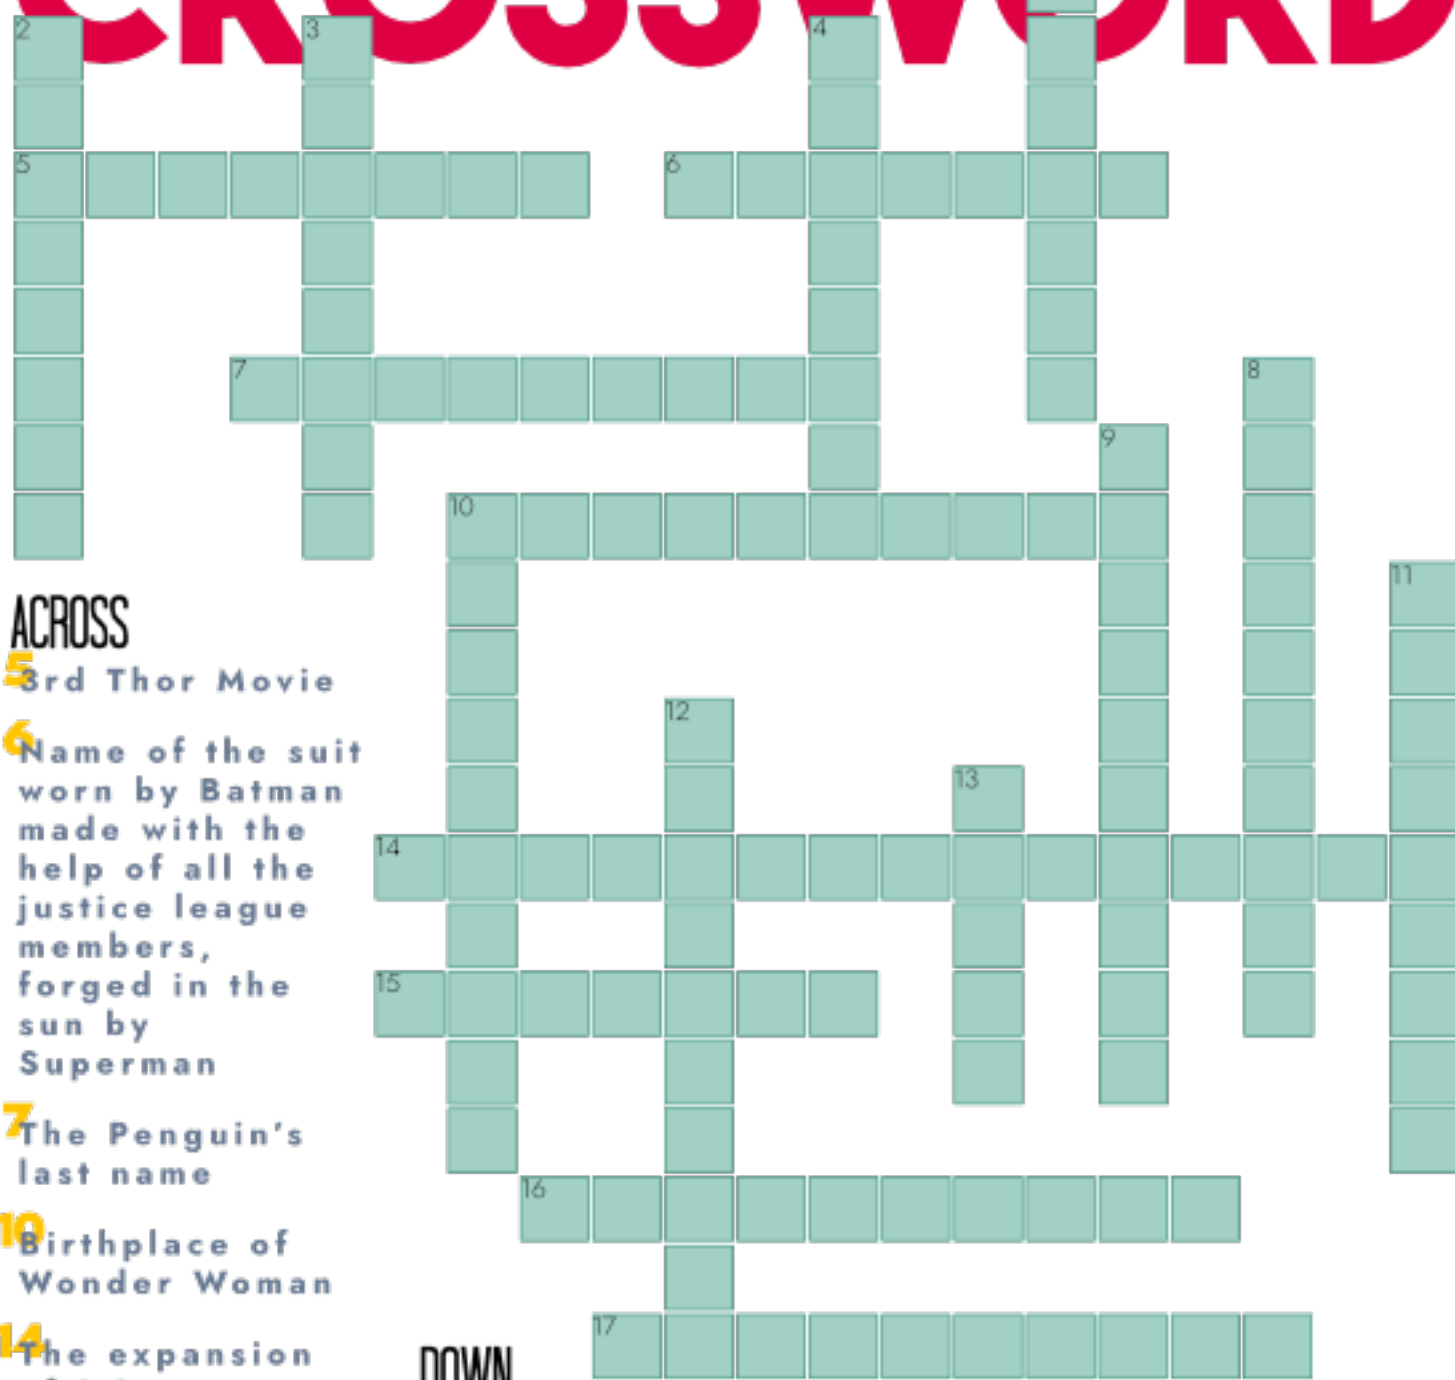 CROSSWORD
2 3 4
5 6
7 8
9
10
11
12
13
14
15
16
17
ACROSS
5 3rd Thor Movie
6 Name of the suit
worn by Batman
made with the
help of all the
justice league
members,
forged in the
sun by
Superman
7 The Penguin's
last name
10 Birthplace of
Wonder Woman
14 The expansion
DOWN